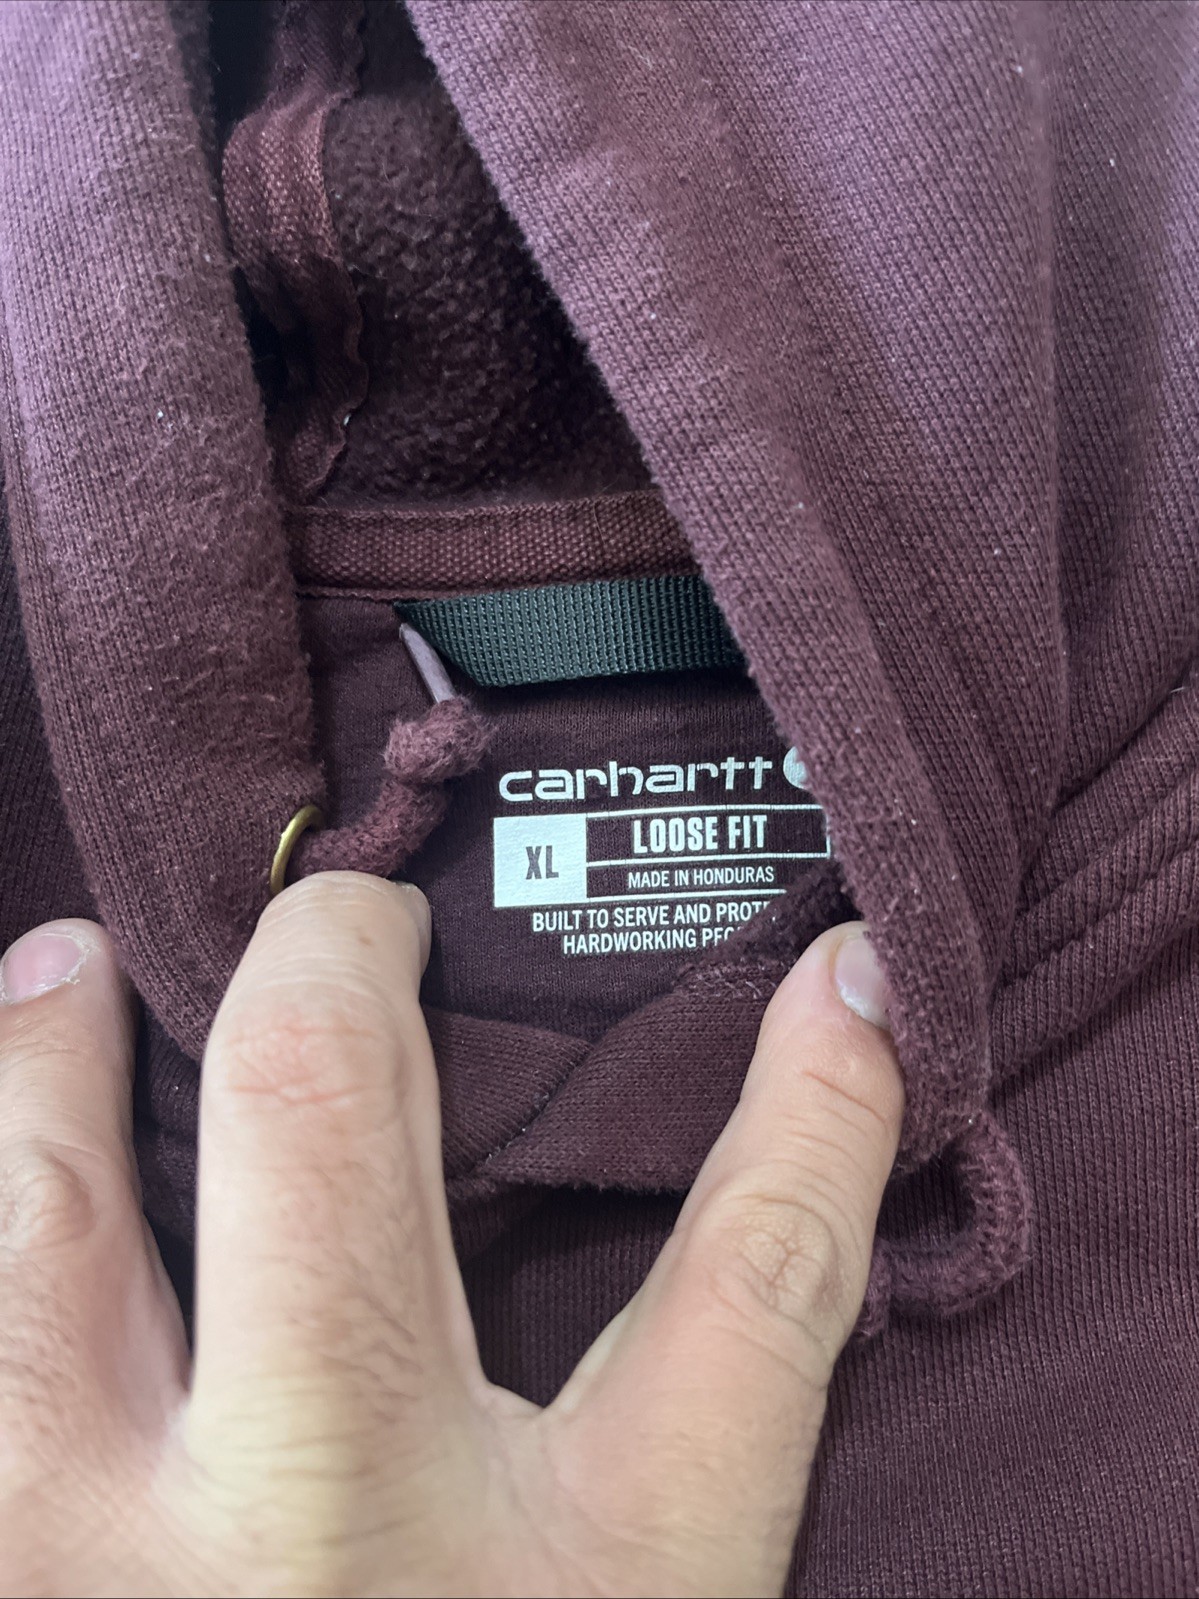 carhartt
XL
LOOSE FIT
MADE IN HONDURAS
BUILT TO SERVE AND
HARDWORKING